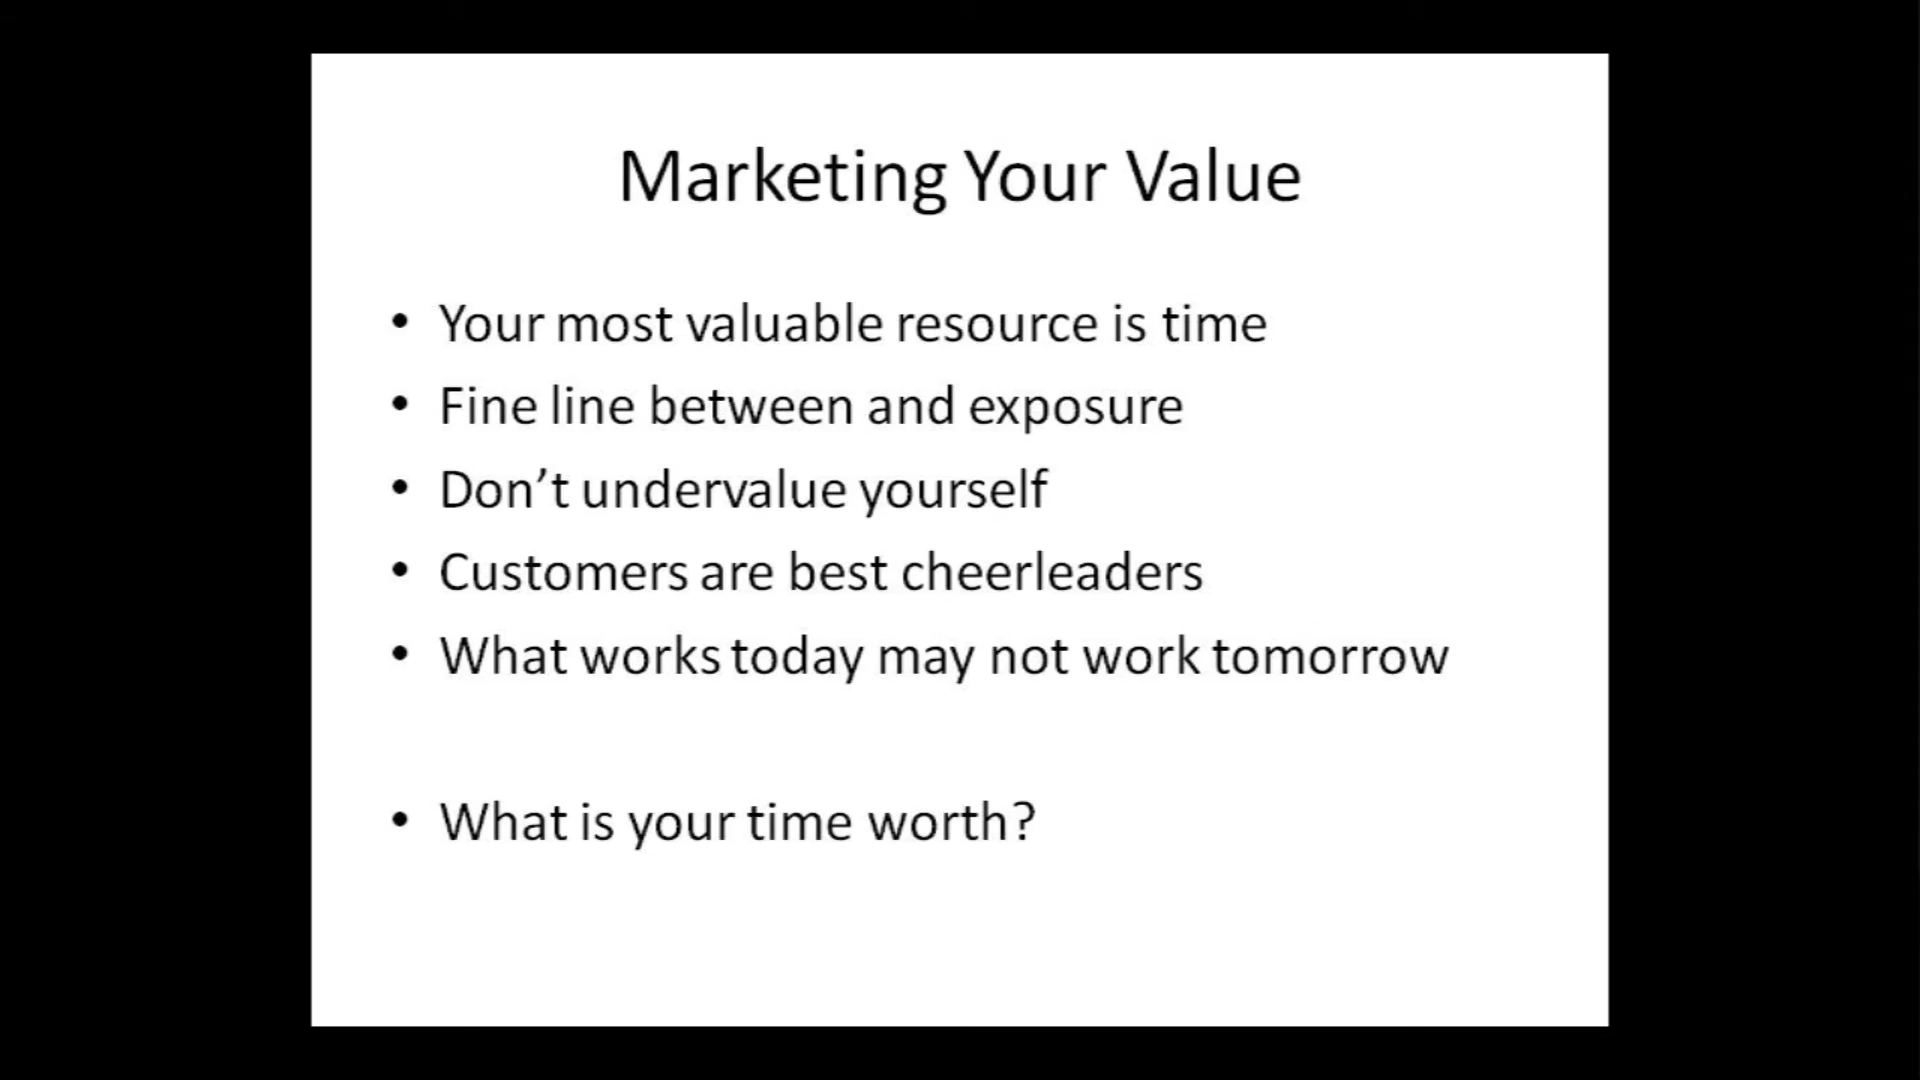 Marketing Your Value
• Your most valuable resource is time
• Fine line between and exposure
• Don’t undervalue yourself
• Customers are best cheerleaders
• What works today may not work tomorrow
• What is your time worth?